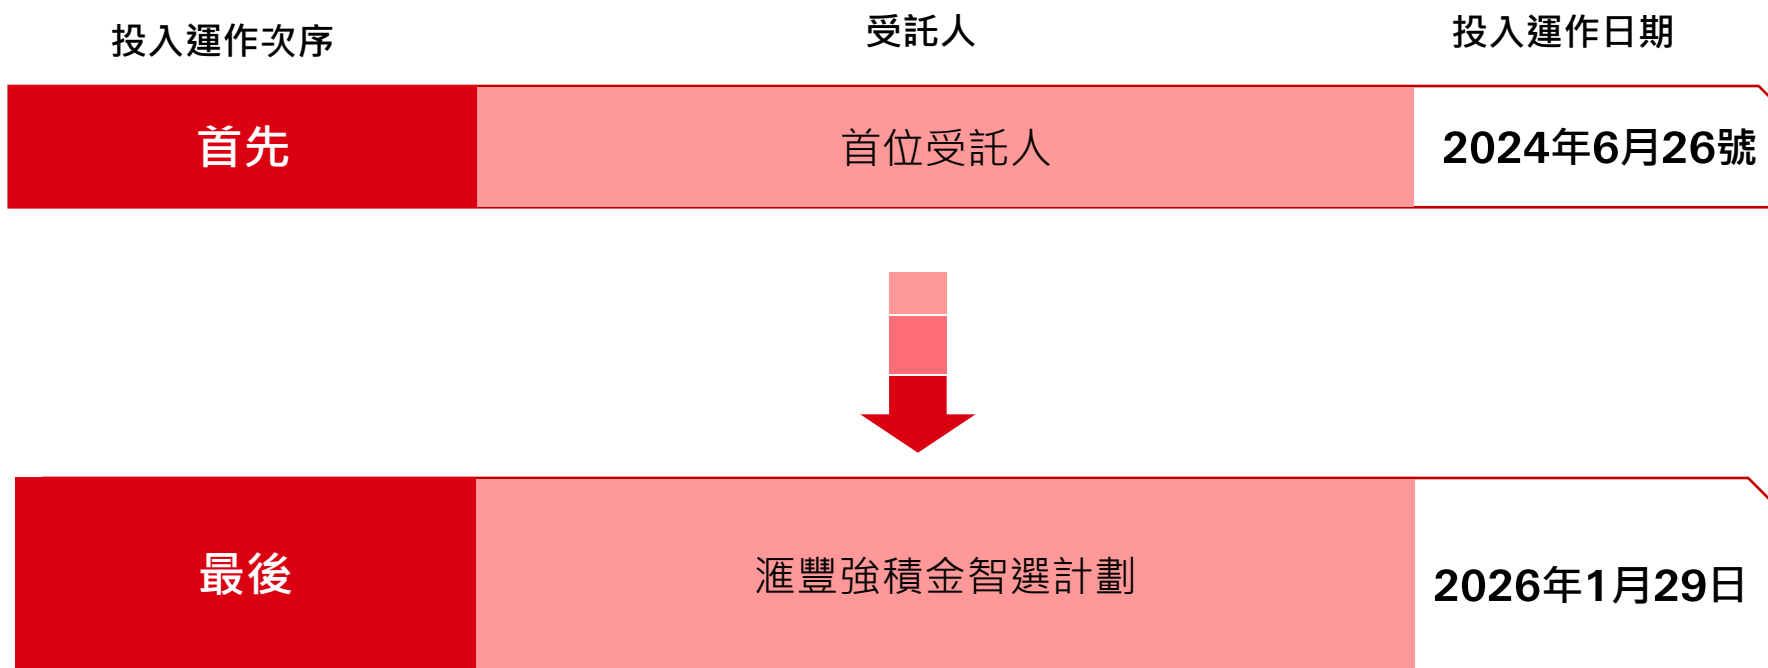 投入運作次序
受託人
投入運作日期
首先
首位受託人
2024年6月26號
最後
滙豐強積金智選計劃
2026年1月29日